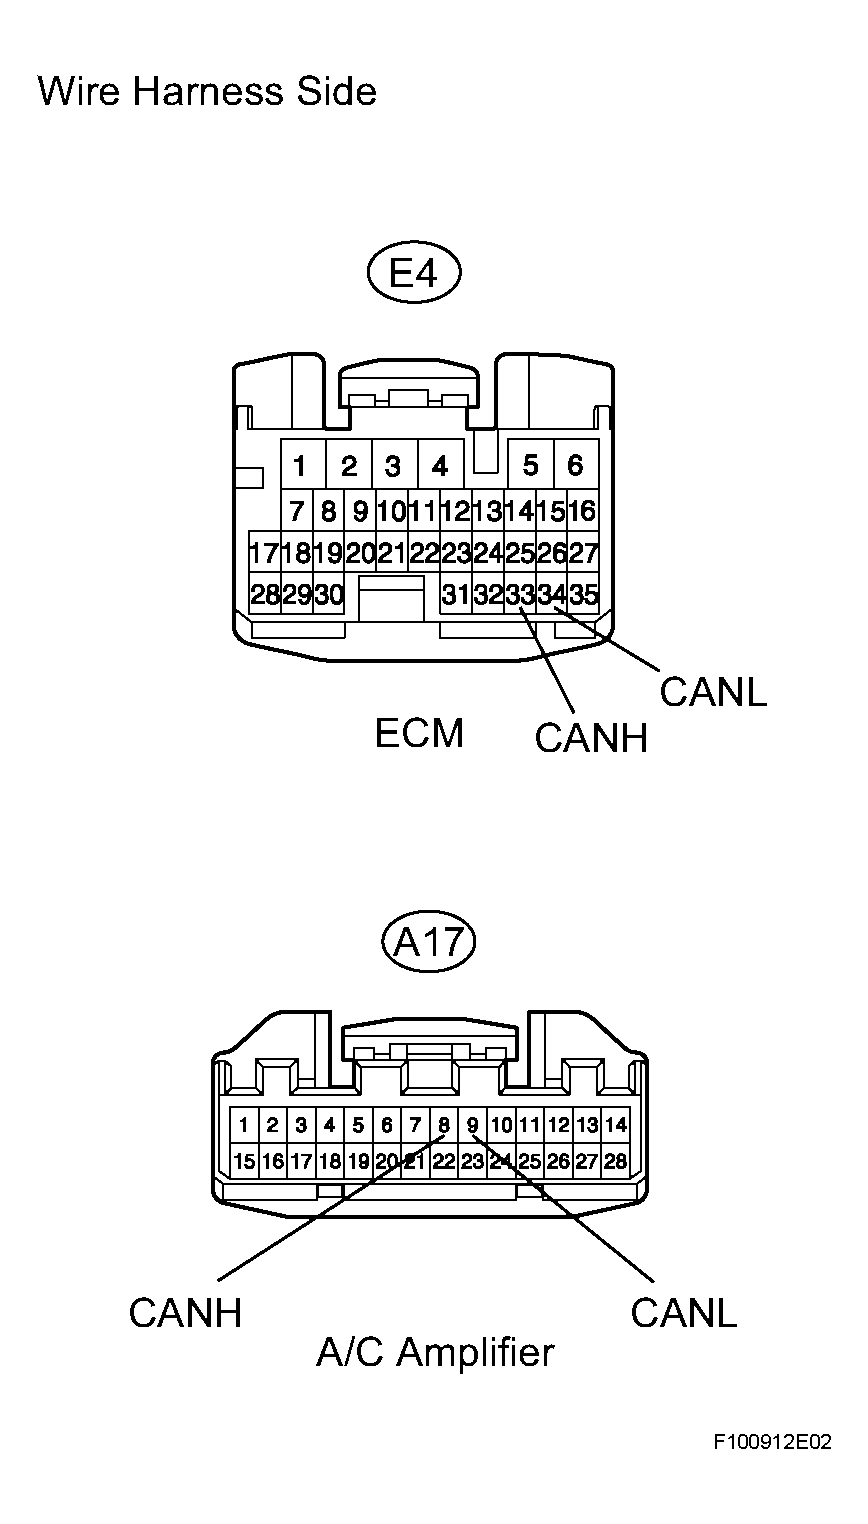 Wire Harness Side
E4
1 2 3 4 5 6
7 8 9 10 11 12 13 14 15 16
17 18 19 20 21 22 23 24 25 26 27
28 29 30 31 32 33 34 35
CANL
ECM
CANH
A17
1 2 3 4 5 6 7 8 9 10 11 12 13 14
15 16 17 18 19 20 21 22 23 24 25 26 27 28
CANH
CANL
A/C Amplifier
F100912E02